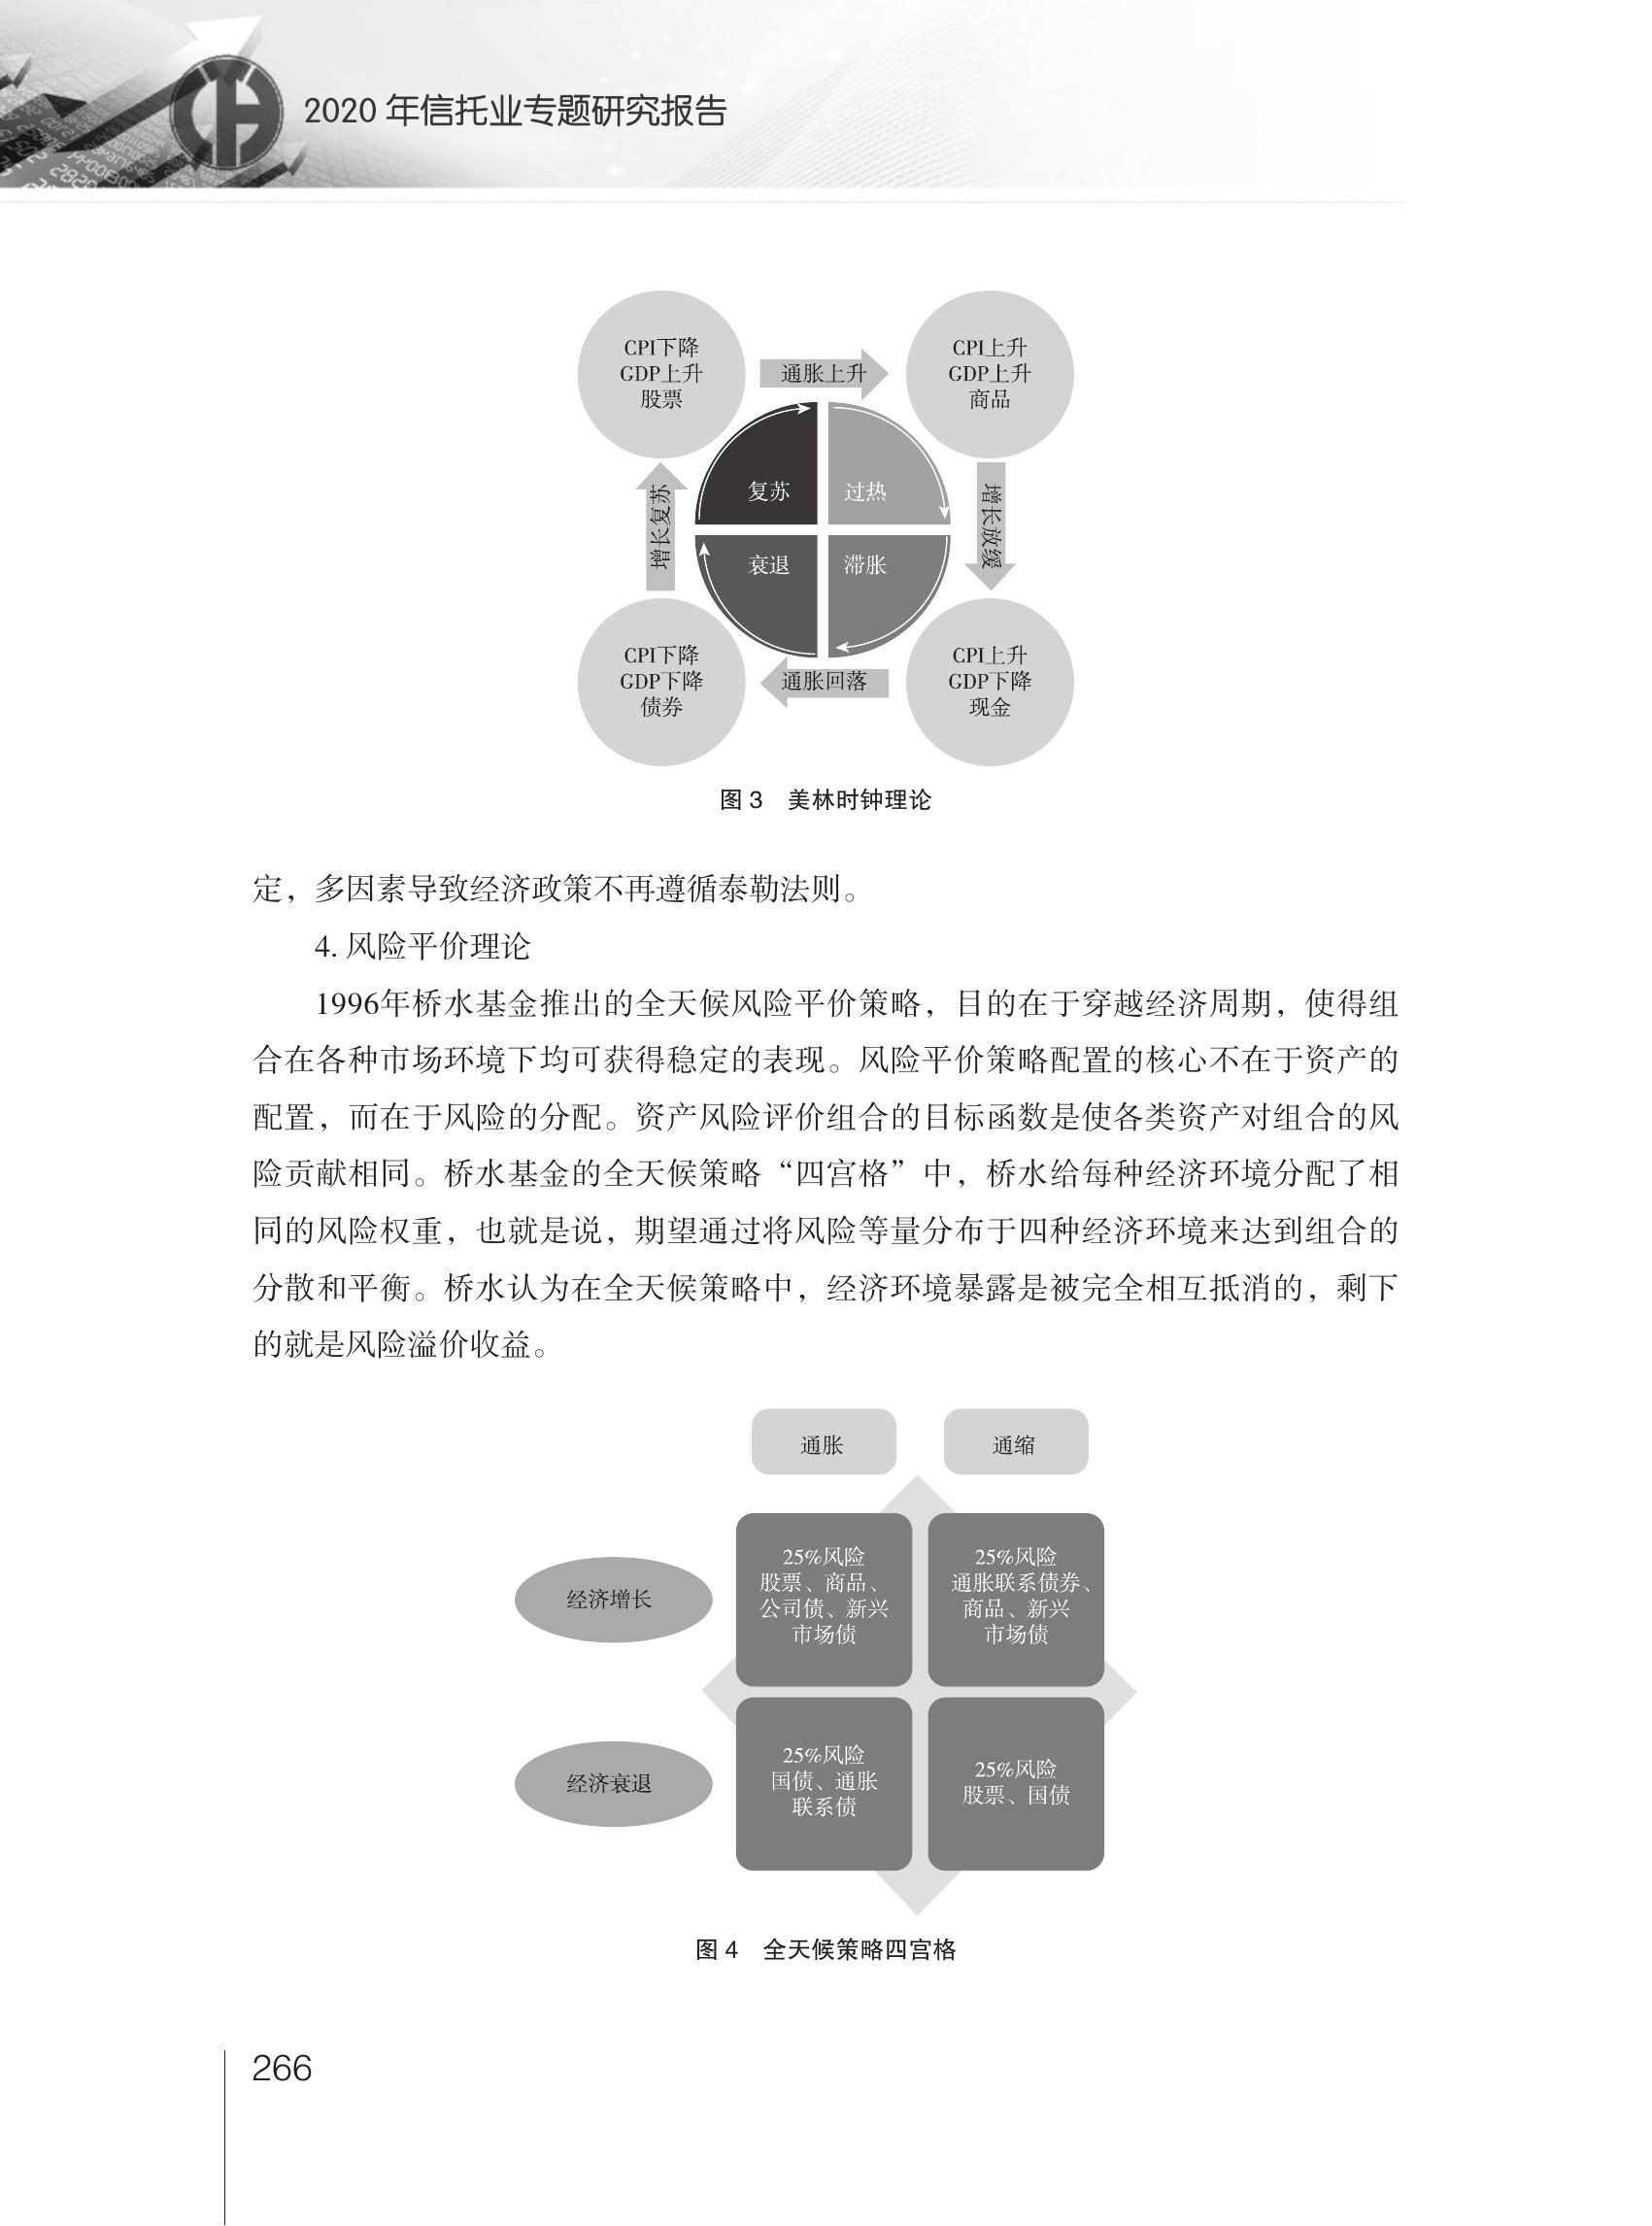 2020 年信托业专题研究报告
CPI下降
GDP上升
股票
通胀上升
CPI上升
GDP上升
商品
复苏
过热
增长复苏
增长放缓
衰退
滞胀
CPI下降
GDP下降
债券
通胀回落
CPI上升
GDP下降
现金
图 3　美林时钟理论
定，多因素导致经济政策不再遵循泰勒法则。
4. 风险平价理论
1996年桥水基金推出的全天候风险平价策略，目的在于穿越经济周期，使得组
合在各种市场环境下均可获得稳定的表现。风险平价策略配置的核心不在于资产的
配置，而在于风险的分配。资产风险评价组合的目标函数是使各类资产对组合的风
险贡献相同。桥水基金的全天候策略“四宫格”中，桥水给每种经济环境分配了相
同的风险权重，也就是说，期望通过将风险等量分布于四种经济环境来达到组合的
分散和平衡。桥水认为在全天候策略中，经济环境暴露是被完全相互抵消的，剩下
的就是风险溢价收益。
通胀
通缩
经济增长
25%风险
股票、商品、
公司债、新兴
市场债
25%风险
通胀联系债券、
商品、新兴
市场债
经济衰退
25%风险
国债、通胀
联系债
25%风险
股票、国债
图 4　全天候策略四宫格
266